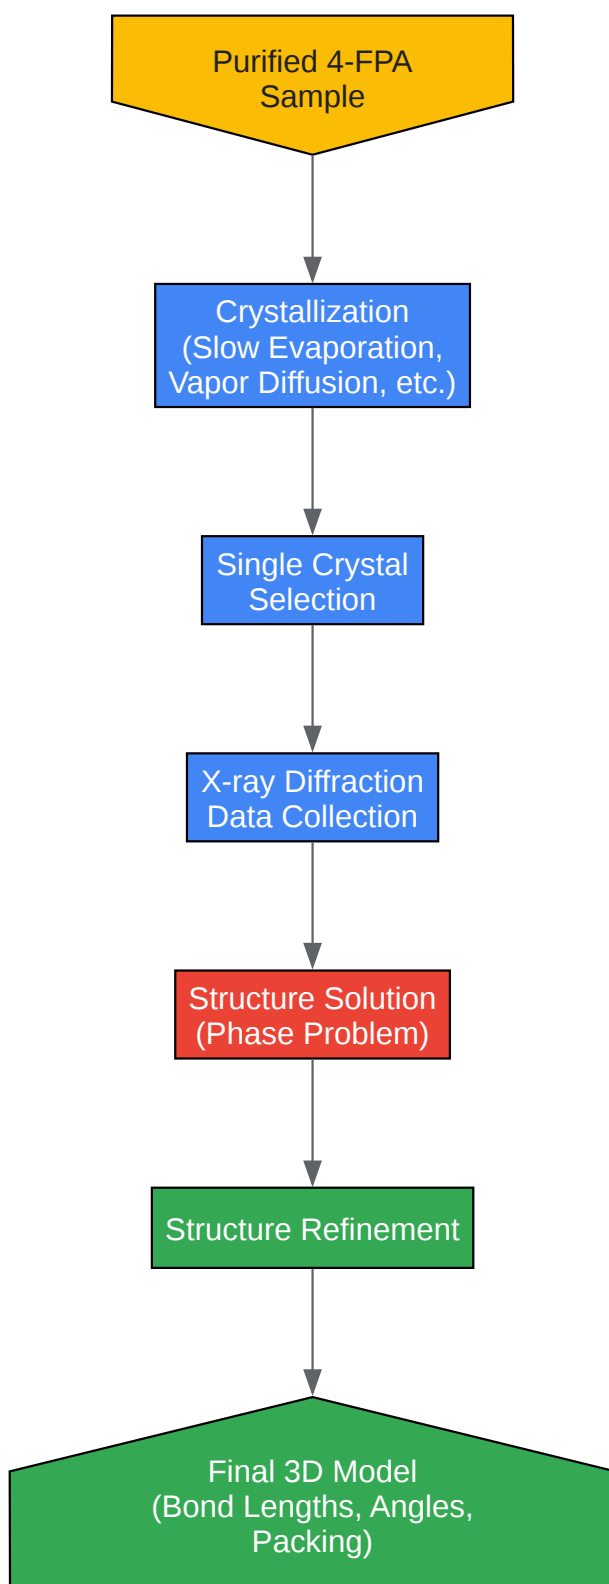 Purified 4-FPA
Sample
Crystallization
(Slow Evaporation,
Vapor Diffusion, etc.)
Single Crystal
Selection
X-ray Diffraction
Data Collection
Structure Solution
(Phase Problem)
Structure Refinement
Final 3D Model
(Bond Lengths, Angles,
Packing)